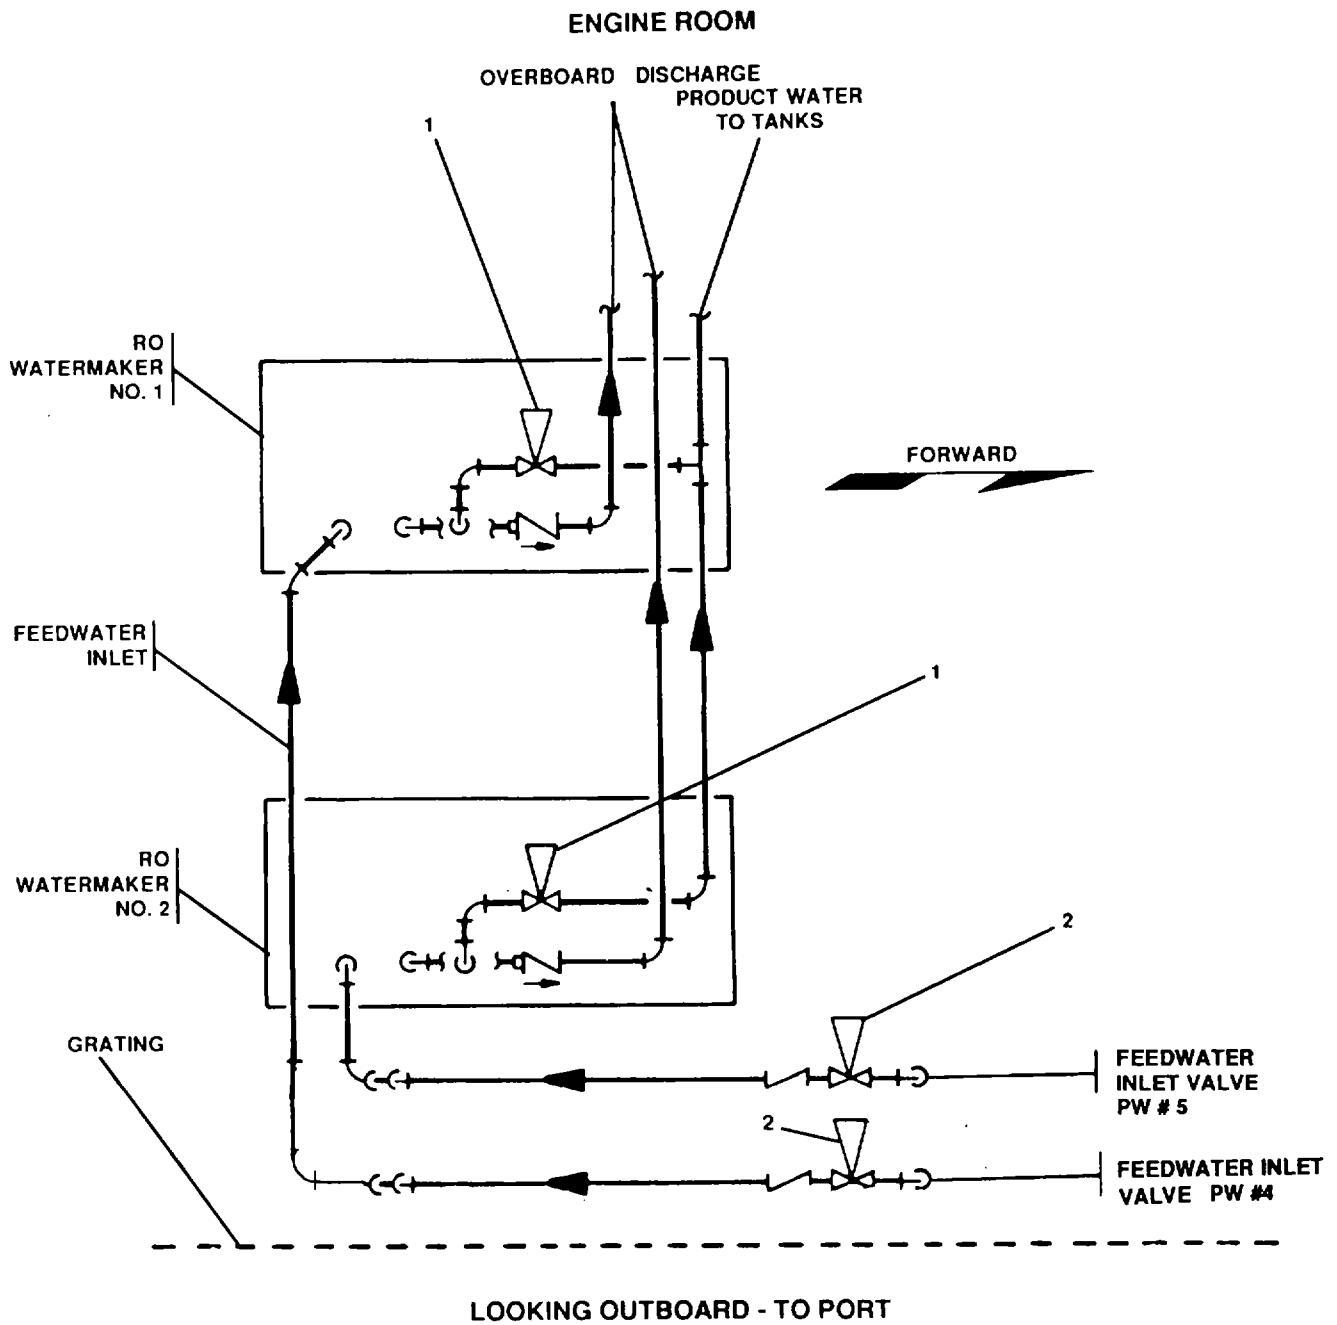 ENGINE ROOM
OVERBOARD DISCHARGE
PRODUCT WATER
TO TANKS
1
RO
WATERMAKER
NO. 1
FORWARD
FEEDWATER
INLET
1
RO
WATERMAKER
NO. 2
2
GRATING
FEEDWATER
INLET VALVE
PW # 5
2
FEEDWATER INLET
VALVE PW #4
LOOKING OUTBOARD - TO PORT